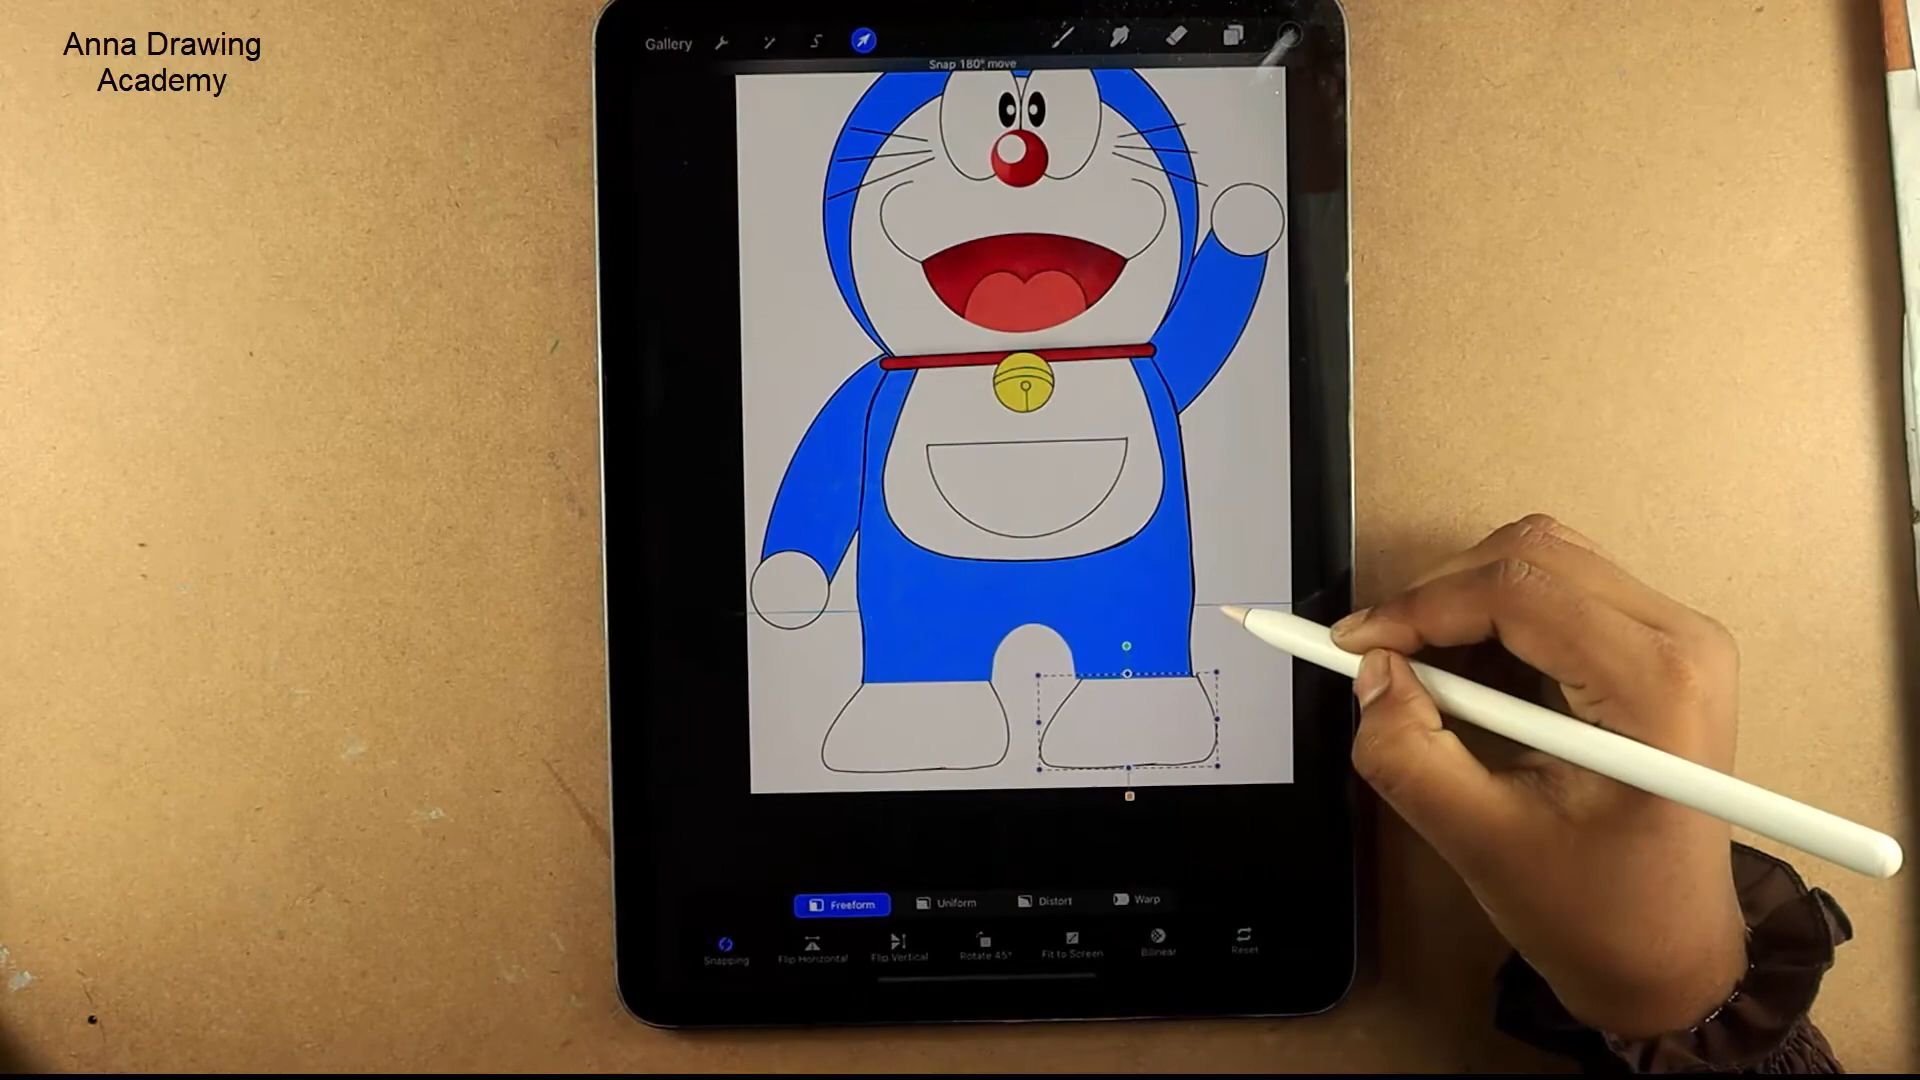 Anna Drawing
Academy
Gallery
Snap 180° move
Freeform
Uniform
Distort
Warp
Snapping
Flip Horizontal
Flip Vertical
Rotate 45°
Fit to Screen
Bilinear
Reset